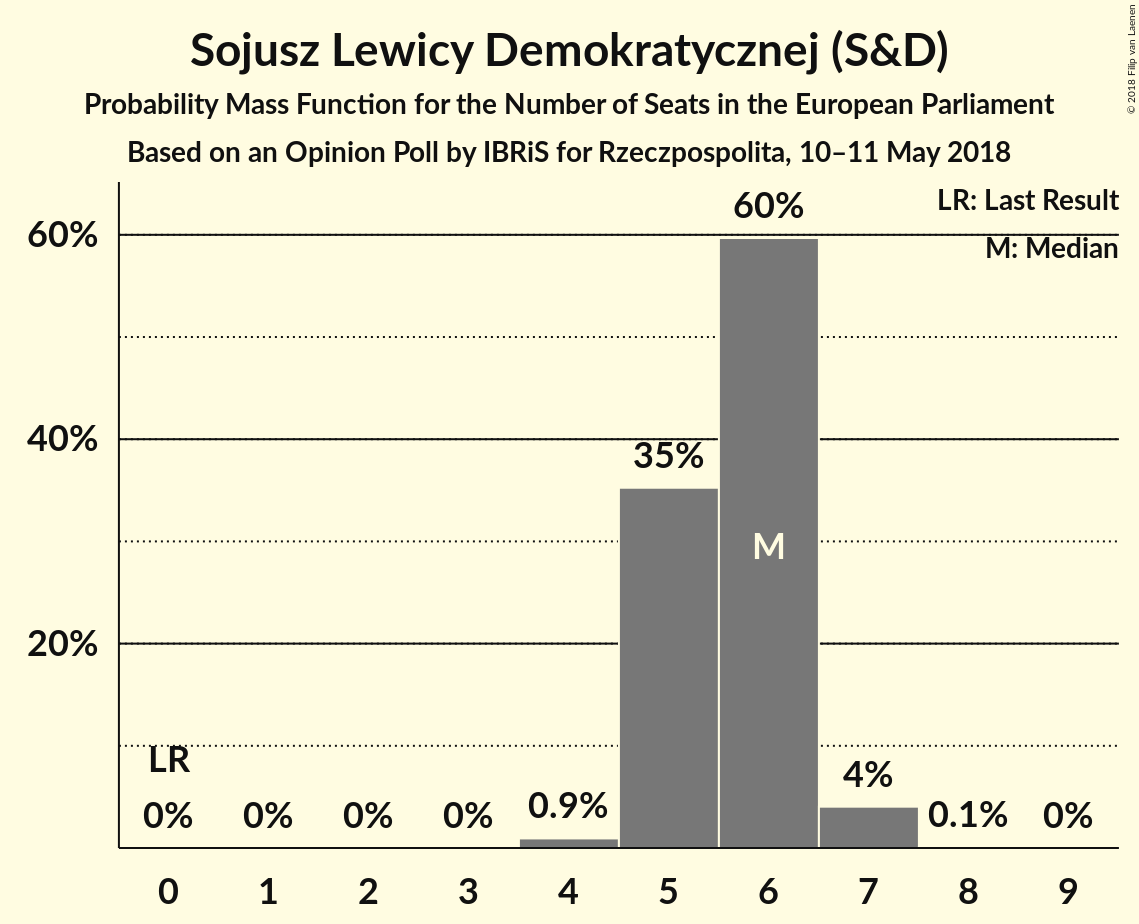 Sojusz Lewicy Demokratycznej (S&D)
Probability Mass Function for the Number of Seats in the European Parliament
Based on an Opinion Poll by IBRiS for Rzeczpospolita, 10–11 May 2018
© 2018 Filip van Laenen
LR: Last Result
M: Median
60%
40%
20%
60%
35%
M
LR
0%
0%
0%
0%
0.9%
4%
0.1%
0%
0 1 2 3 4 5 6 7 8 9